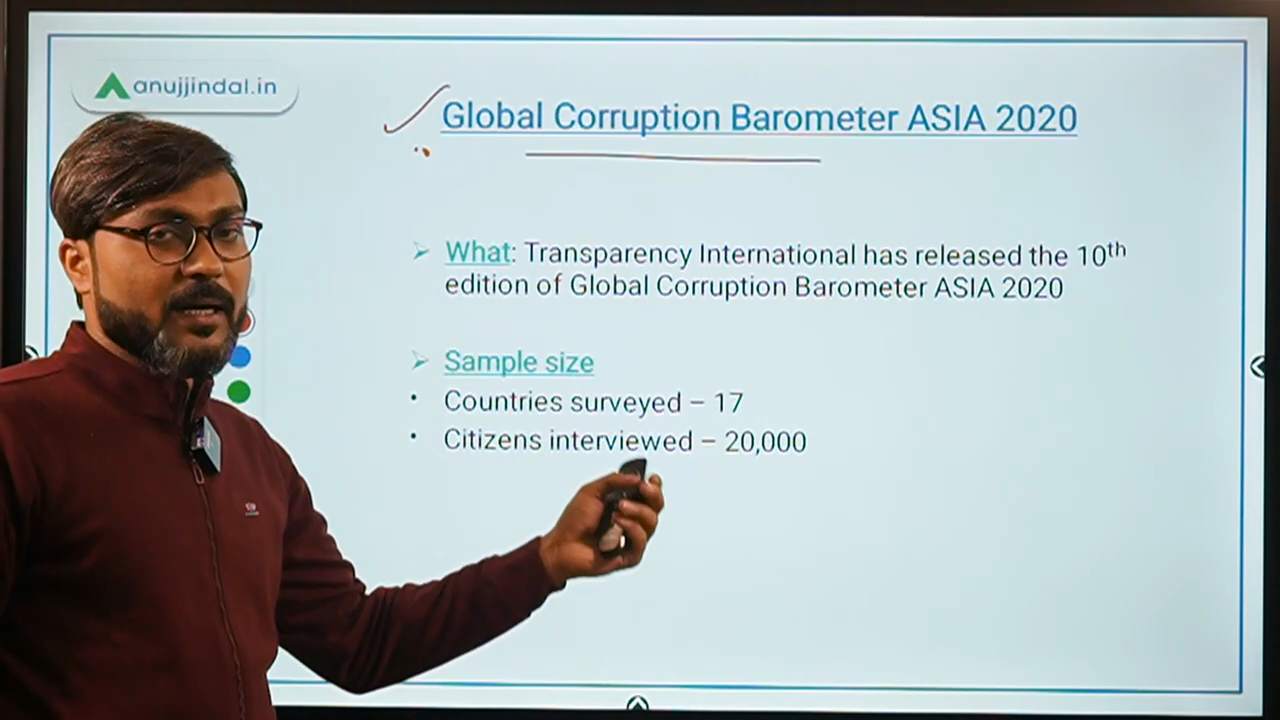 anujjindal.in
Global Corruption Barometer ASIA 2020
➢ What: Transparency International has released the 10th
edition of Global Corruption Barometer ASIA 2020
➢ Sample size
• Countries surveyed – 17
• Citizens interviewed – 20,000